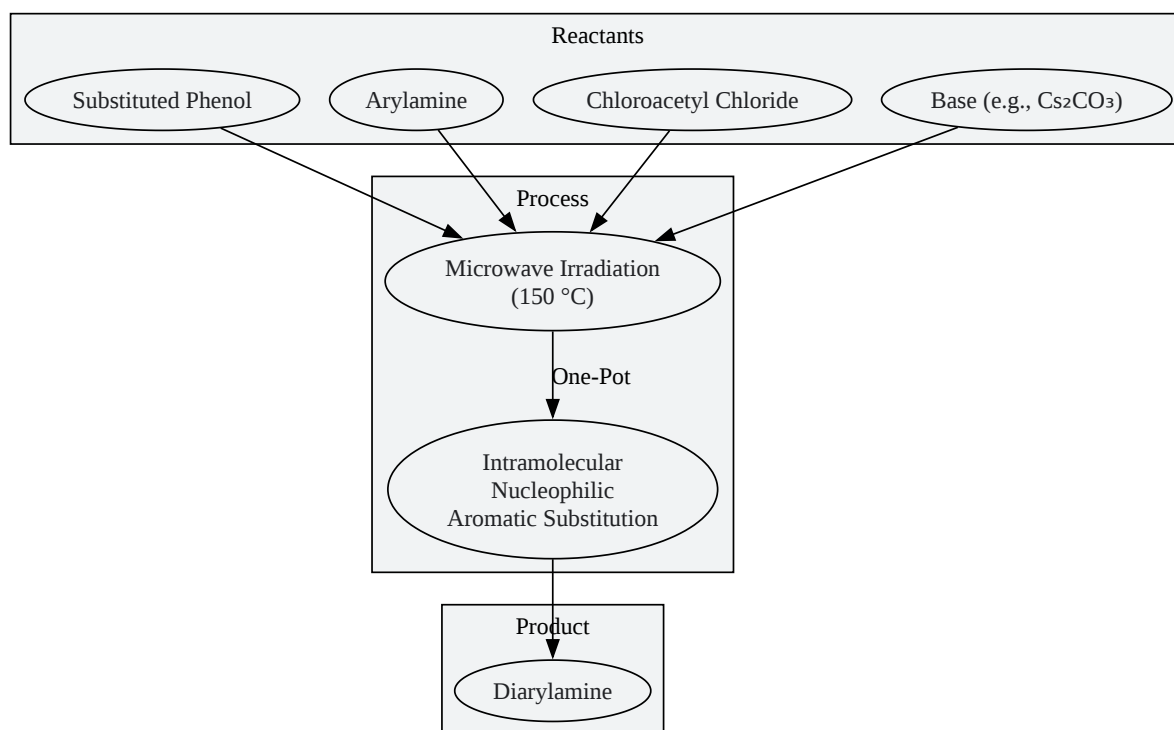 Reactants
Substituted Phenol
Arylamine
Chloroacetyl Chloride
Base (e.g., Cs₂CO₃)
Process
Microwave Irradiation
(150 °C)
One-Pot
Intramolecular
Nucleophilic
Aromatic Substitution
Product
Diarylamine